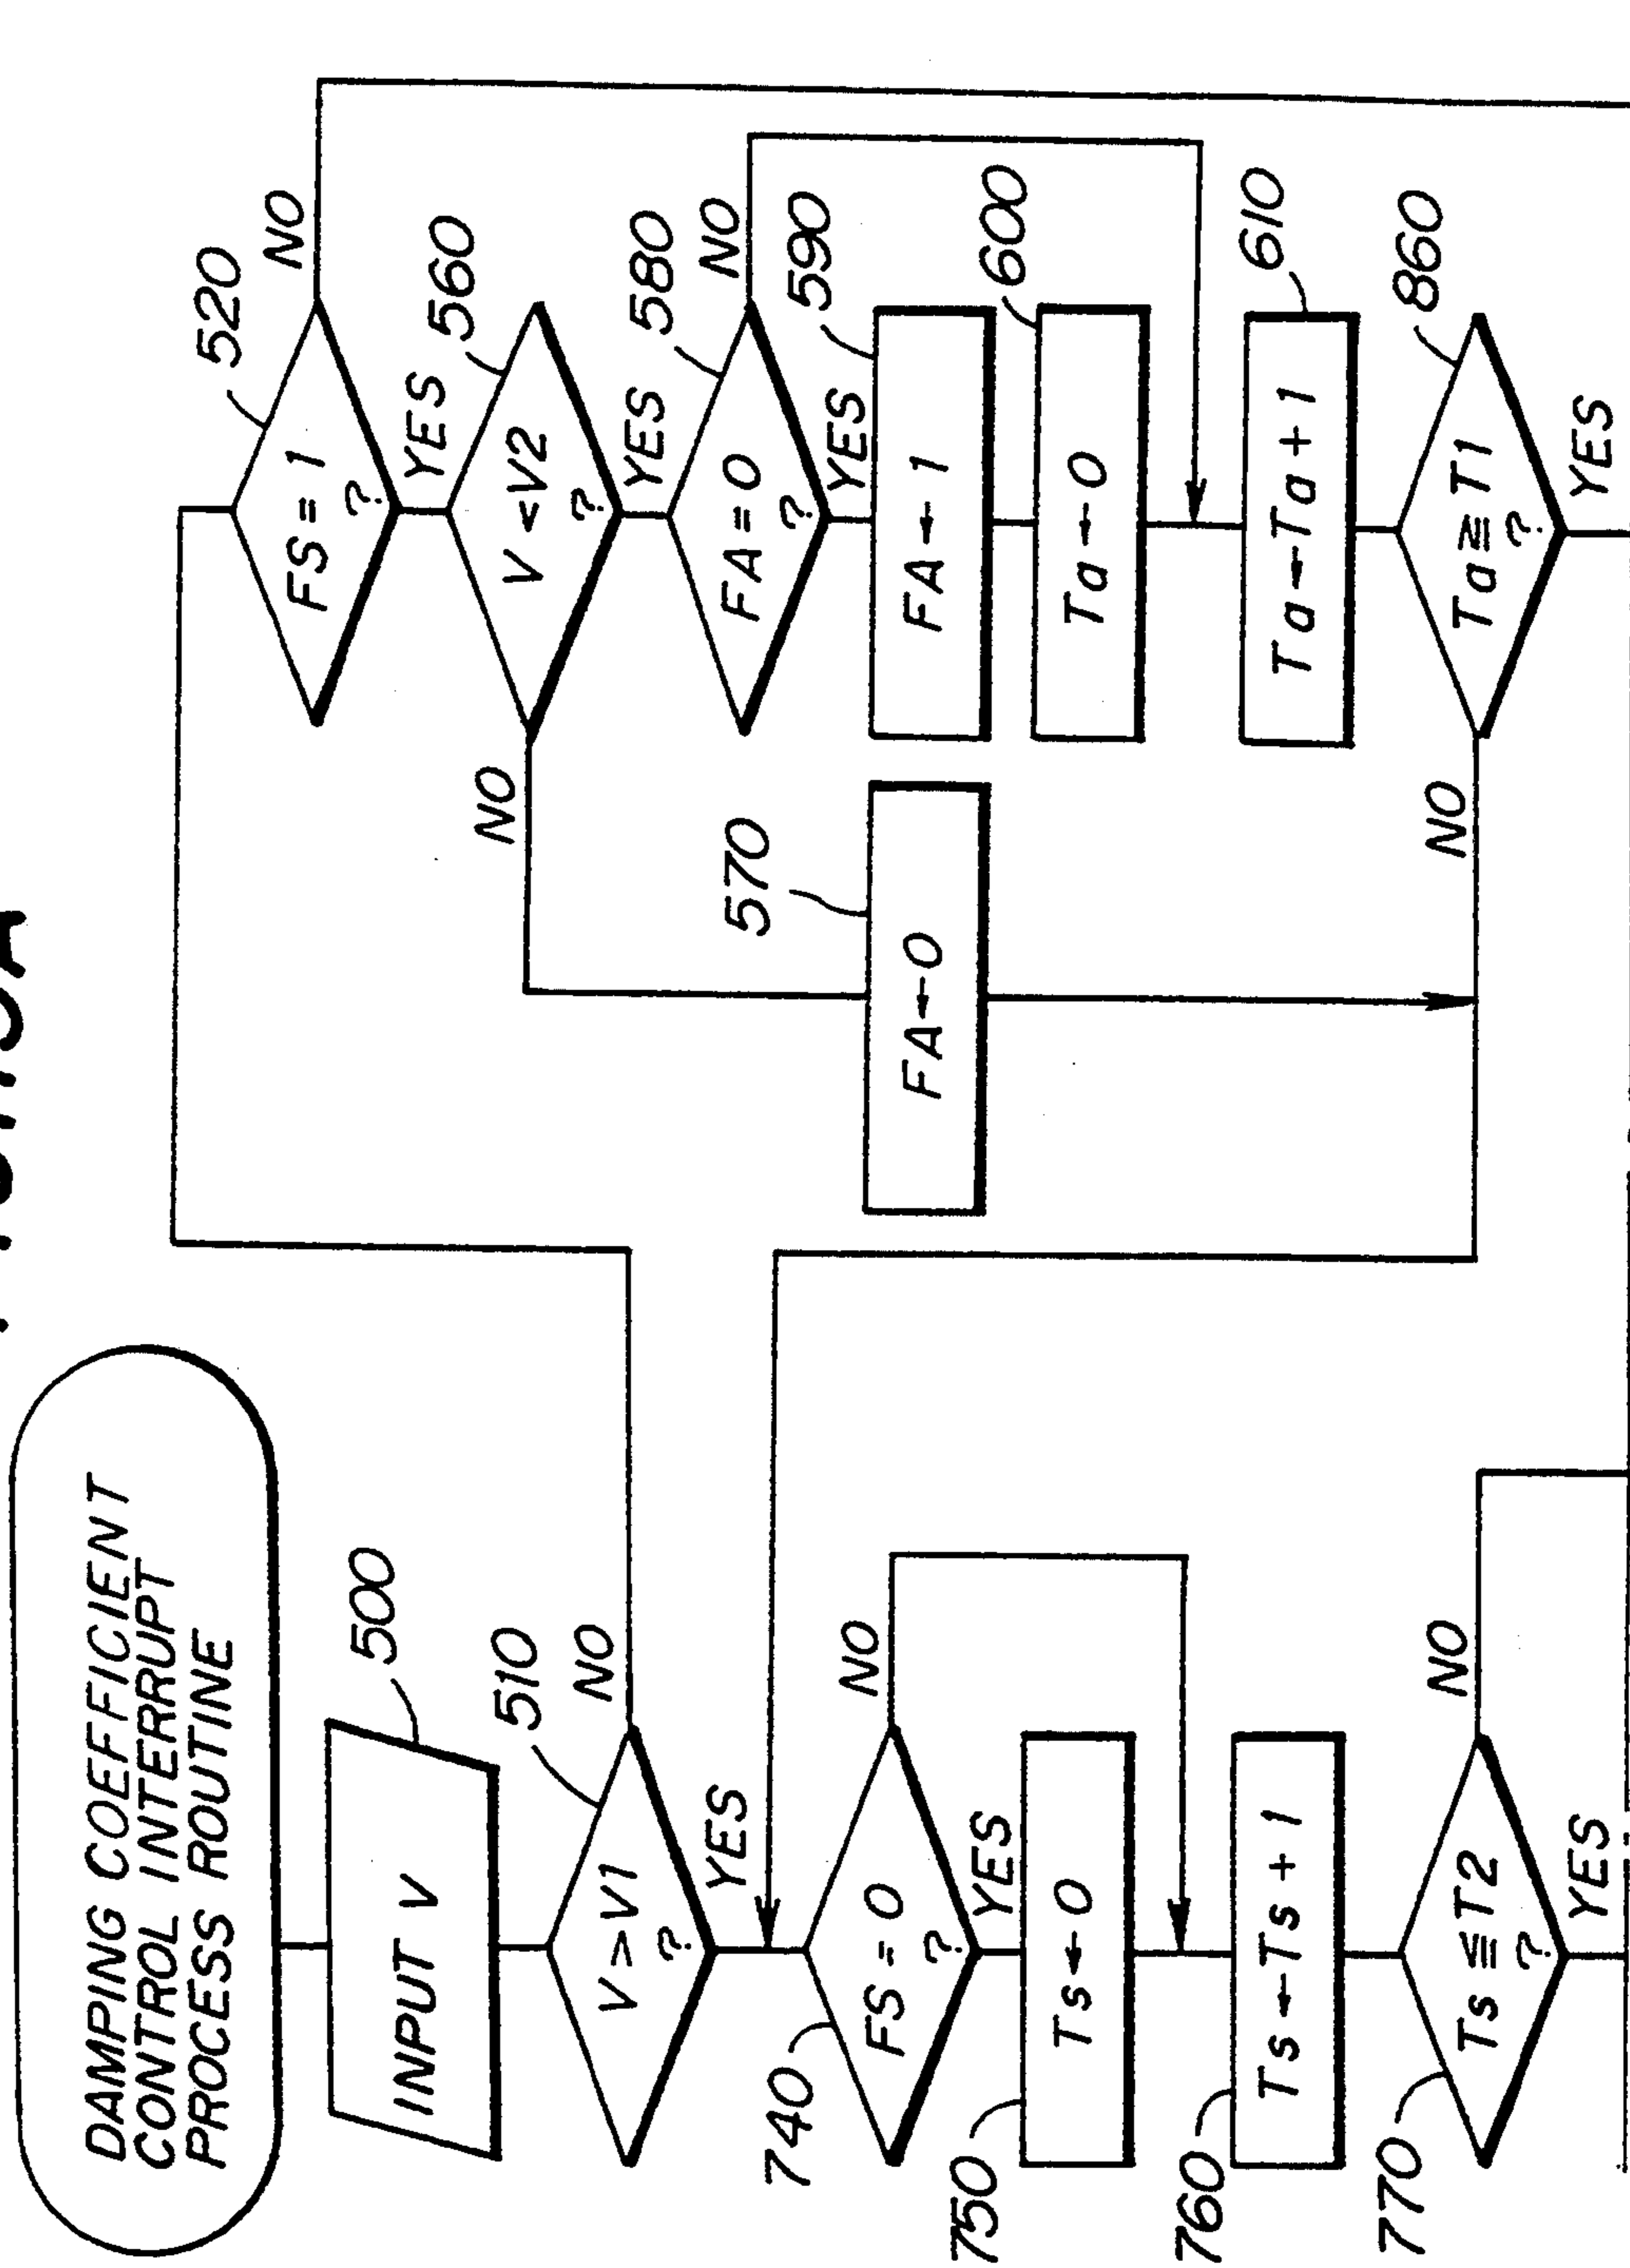 DAMPING COEFFICIENT
CONTROL INTERRUPT
PROCESS ROUTINE
500
INPUT V
510
V > V1
?
NO
YES
740
FS = 0
?
NO
YES
750
Ts ← 0
760
Ts ← Ts + 1
770
Ts ≦ T2
?
NO
YES
520
FS = 1
?
NO
YES
560
V < V2
?
NO
YES
570
FA ← 0
580
FA = 0
?
NO
YES
590
FA ← 1
600
Ta ← 0
610
Ta ← Ta + 1
860
Ta ≧ T1
?
NO
YES